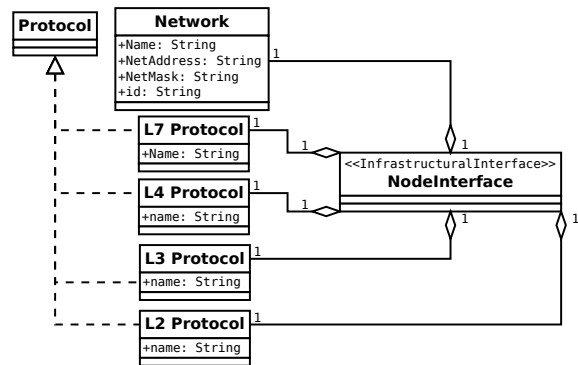 Protocol
Network
+Name: String
+NetAddress: String
+NetMask: String
+id: String
1
1
L7 Protocol
+Name: String
1
1
<<InfrastructuralInterface>>
NodeInterface
L4 Protocol
+name: String
1
1
L3 Protocol
+name: String
1
1
L2 Protocol
+name: String
1
1